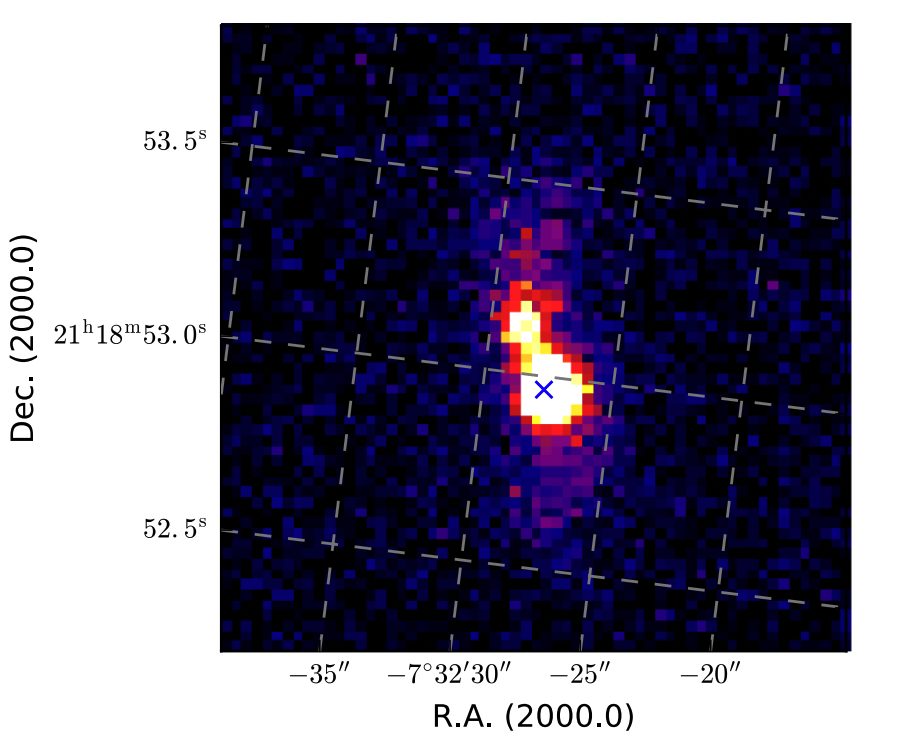 53.5ˢ
Dec. (2000.0)
21ʰ18ᵐ53.0ˢ
52.5ˢ
−35″ −7°32′30″ −25″ −20″
R.A. (2000.0)